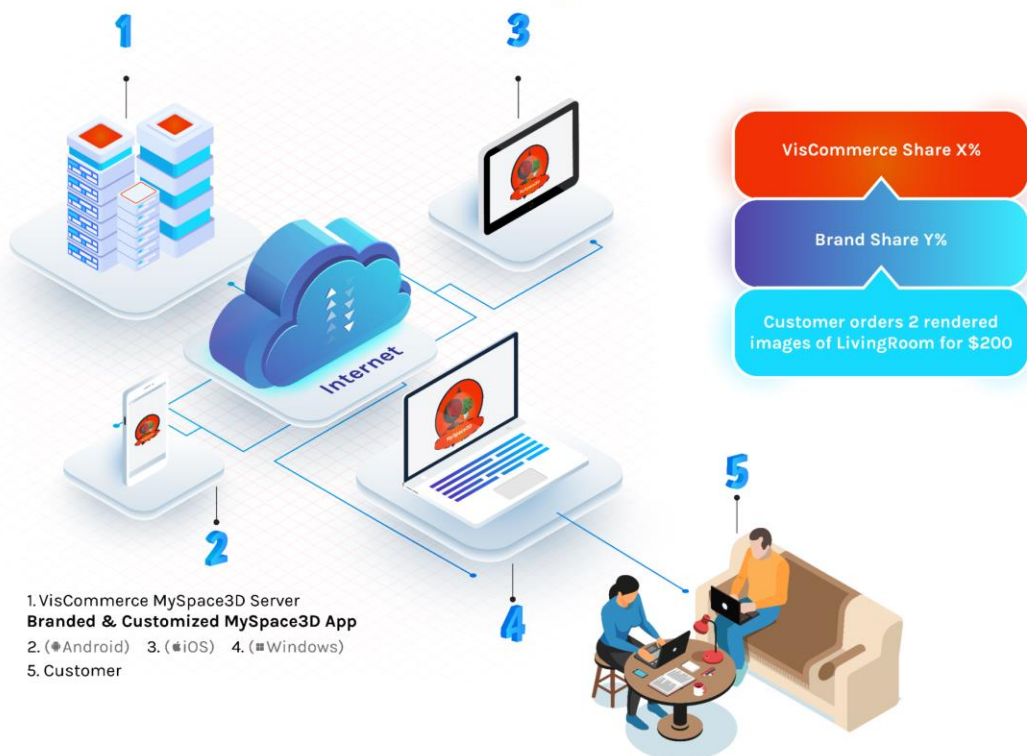 1
3
VisCommerce Share X%
Brand Share Y%
Customer orders 2 rendered
images of LivingRoom for $200
Internet
5
2
4
1. VisCommerce MySpace3D Server
Branded & Customized MySpace3D App
2. (Android) 3. (iOS) 4. (Windows)
5. Customer